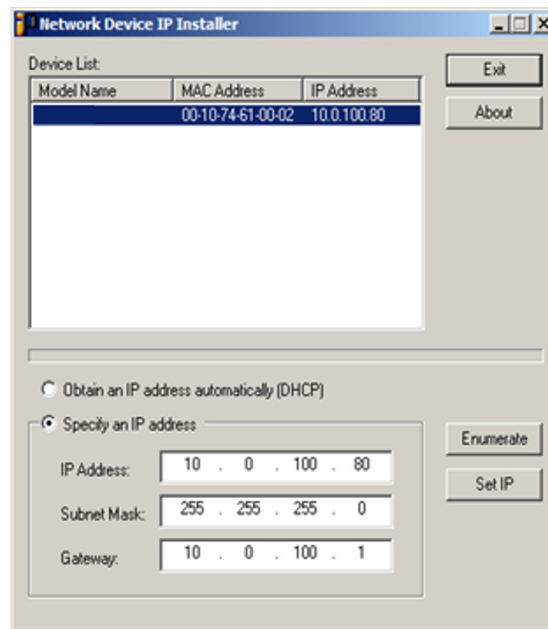 Network Device IP Installer
Device List:
Model Name MAC Address IP Address
00-10-74-61-00-02 10.0.100.80
Exit
About
Obtain an IP address automatically (DHCP)
Specify an IP address
IP Address: 10 . 0 . 100 . 80
Subnet Mask: 255 . 255 . 255 . 0
Gateway: 10 . 0 . 100 . 1
Enumerate
Set IP